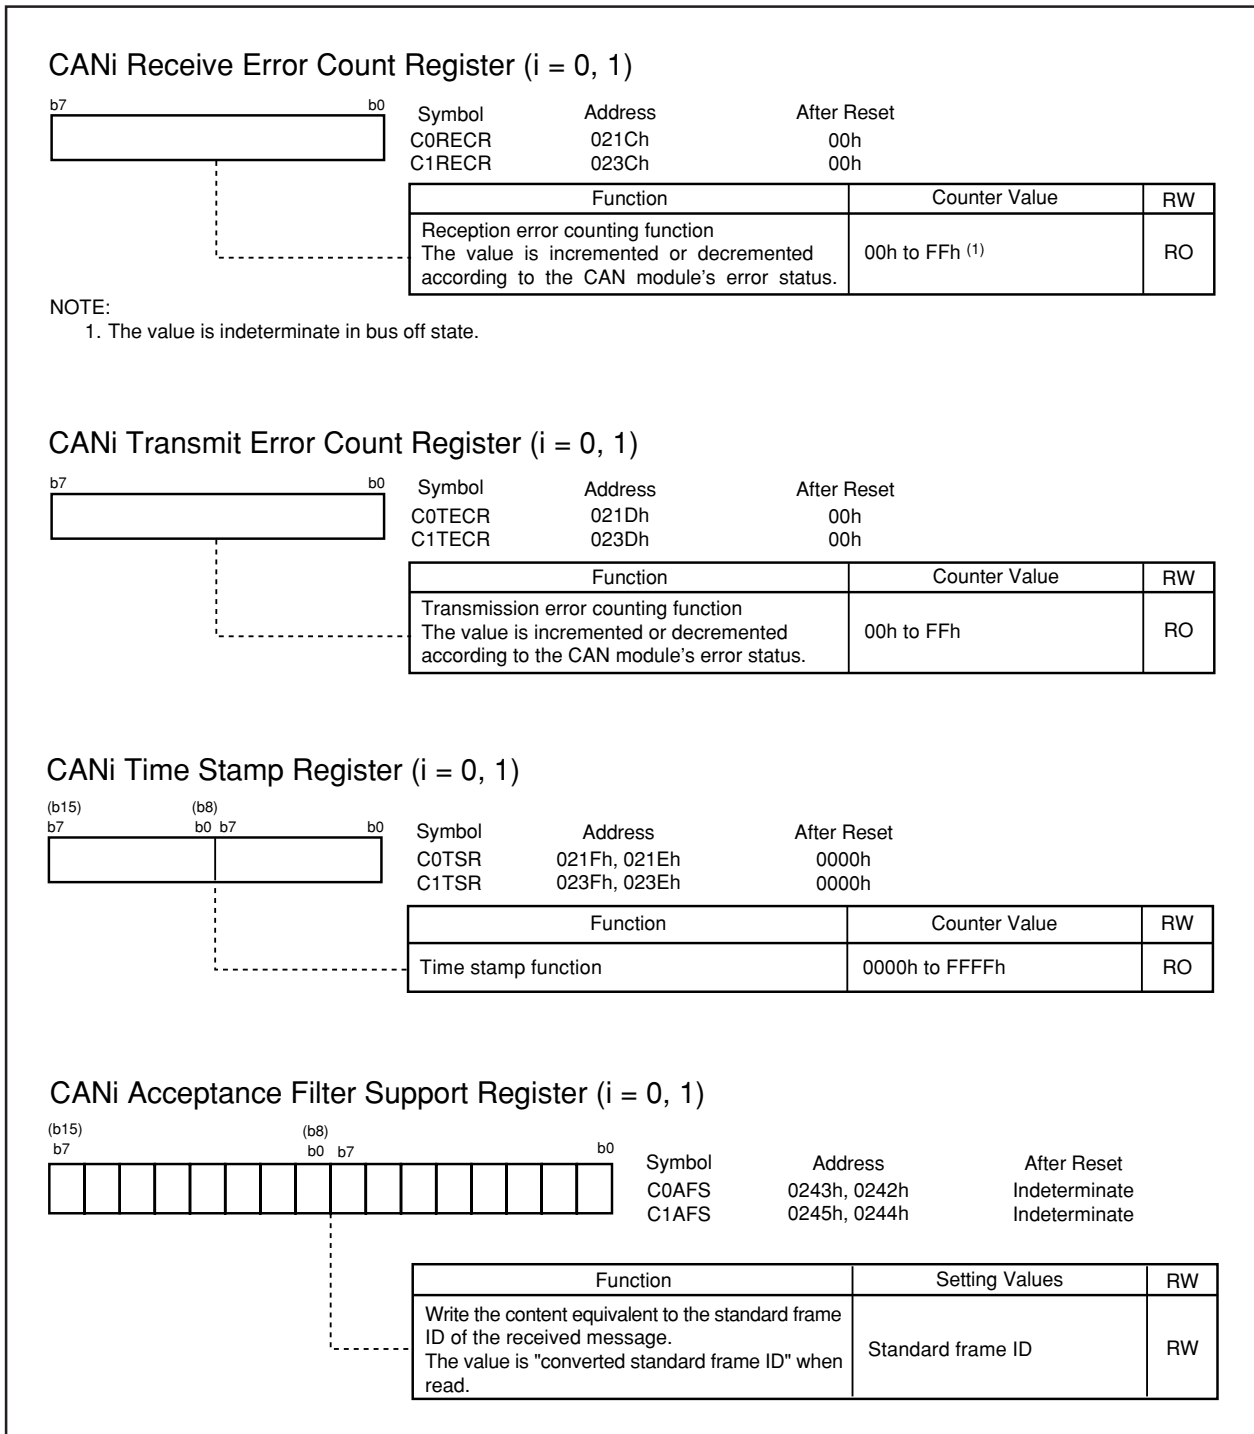 CANi Receive Error Count Register (i = 0, 1)
b7 b0
Symbol Address After Reset
C0RECR 021Ch 00h
C1RECR 023Ch 00h
Function Counter Value RW
Reception error counting function
The value is incremented or decremented
according to the CAN module's error status.
00h to FFh (1)
RO
NOTE:
1. The value is indeterminate in bus off state.
CANi Transmit Error Count Register (i = 0, 1)
b7 b0
Symbol Address After Reset
C0TECR 021Dh 00h
C1TECR 023Dh 00h
Function Counter Value RW
Transmission error counting function
The value is incremented or decremented
according to the CAN module's error status.
00h to FFh
RO
CANi Time Stamp Register (i = 0, 1)
(b15) (b8)
b7 b0 b7 b0
Symbol Address After Reset
C0TSR 021Fh, 021Eh 0000h
C1TSR 023Fh, 023Eh 0000h
Function Counter Value RW
Time stamp function 0000h to FFFFh RO
CANi Acceptance Filter Support Register (i = 0, 1)
(b15) (b8)
b7 b0 b7 b0
Symbol Address After Reset
C0AFS 0243h, 0242h Indeterminate
C1AFS 0245h, 0244h Indeterminate
Function Setting Values RW
Write the content equivalent to the standard frame
ID of the received message.
The value is "converted standard frame ID" when
read.
Standard frame ID
RW